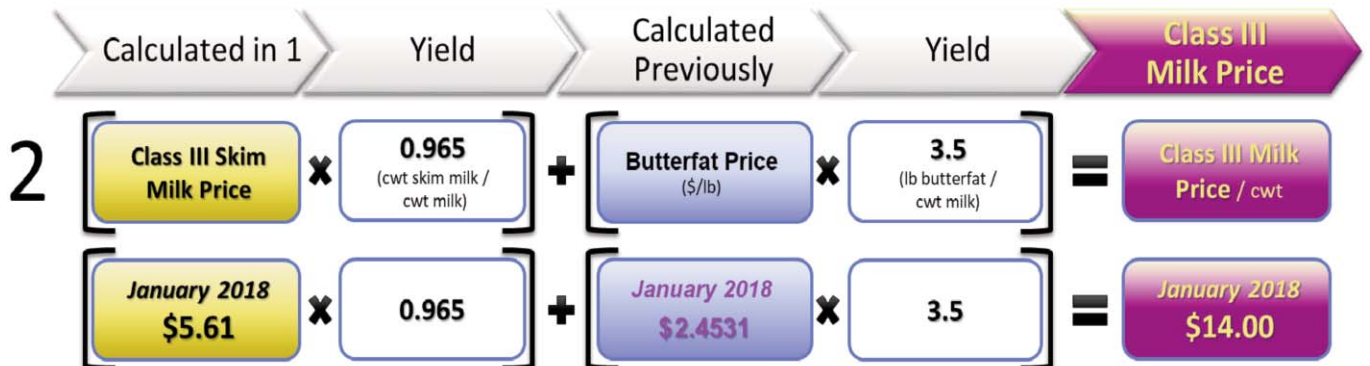 Calculated in 1
Yield
Calculated
Previously
Yield
Class III
Milk Price
2
[
Class III Skim
Milk Price
×
0.965
(cwt skim milk /
cwt milk)
]
+
[
Butterfat Price
($/lb)
×
3.5
(lb butterfat /
cwt milk)
]
=
Class III Milk
Price / cwt
[
January 2018
$5.61
×
0.965
]
+
[
January 2018
$2.4531
×
3.5
]
=
January 2018
$14.00